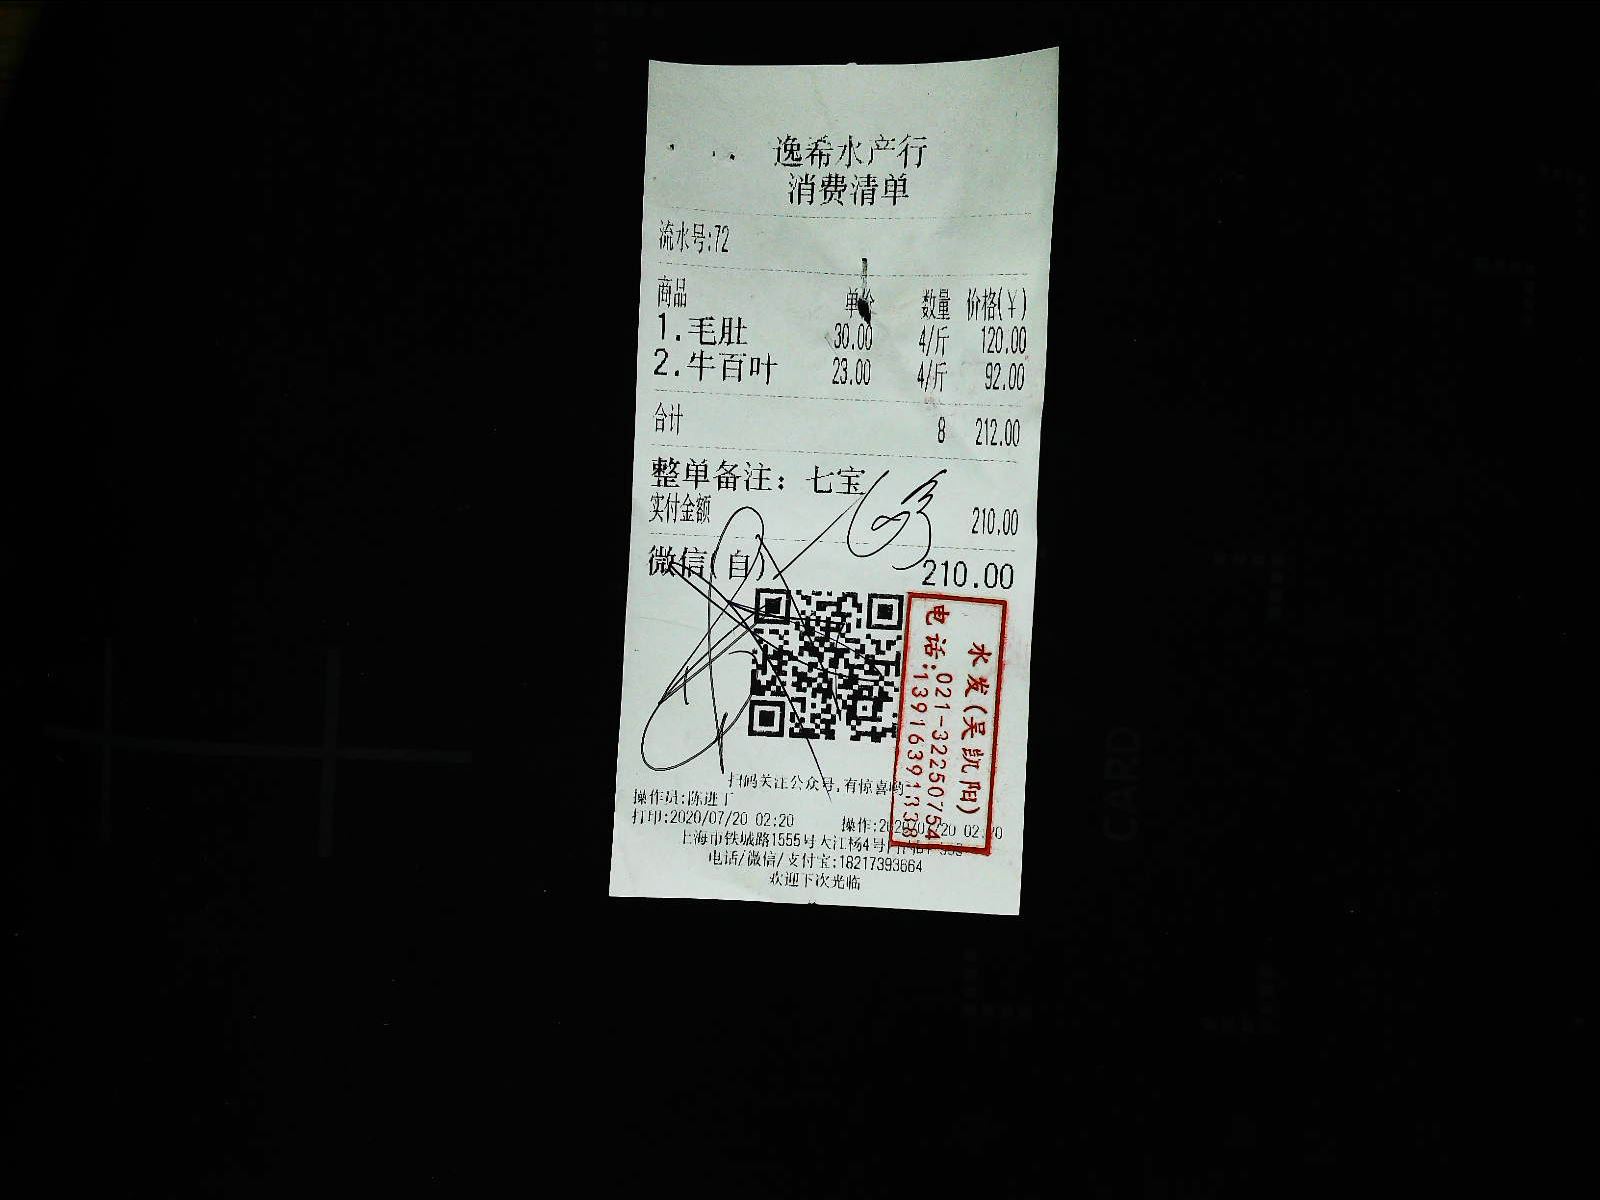 逸希水产行
消费清单
流水号:72
商品 单价 数量 价格(￥)
1.毛肚 30.00 4/斤 120.00
2.牛百叶 23.00 4/斤 92.00
合计 8 212.00
整单备注：七宝
实付金额 210.00
微信(自) 210.00
水发(吴凯阳)
电话:021-32250754
13916391838
扫码关注公众号,有惊喜哟~
操作员:陈进丁
打印:2020/07/20 02:20 操作:2020/07/20 02:20
上海市铁城路1555号大江杨4号门
电话/微信/支付宝:18217393664
欢迎下次光临
CARD